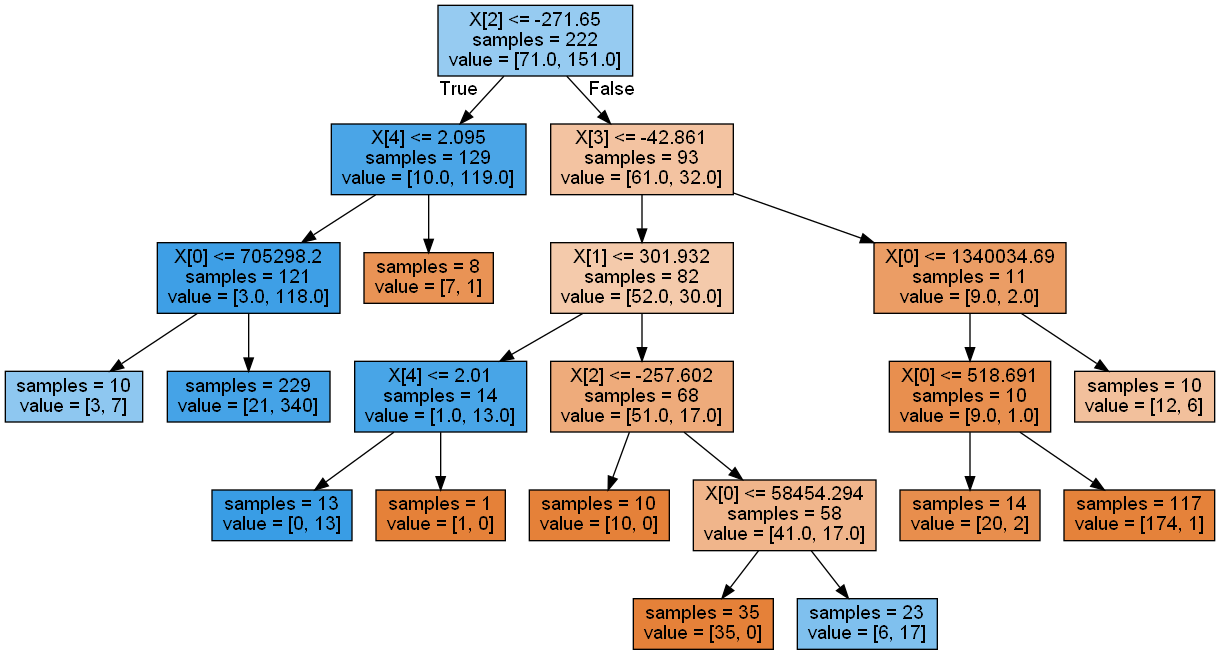 X[2] <= -271.65
samples = 222
value = [71.0, 151.0]
True
False
X[4] <= 2.095
samples = 129
value = [10.0, 119.0]
X[3] <= -42.861
samples = 93
value = [61.0, 32.0]
X[0] <= 705298.2
samples = 121
value = [3.0, 118.0]
samples = 8
value = [7, 1]
X[1] <= 301.932
samples = 82
value = [52.0, 30.0]
X[0] <= 1340034.69
samples = 11
value = [9.0, 2.0]
samples = 10
value = [3, 7]
samples = 229
value = [21, 340]
X[4] <= 2.01
samples = 14
value = [1.0, 13.0]
X[2] <= -257.602
samples = 68
value = [51.0, 17.0]
X[0] <= 518.691
samples = 10
value = [9.0, 1.0]
samples = 10
value = [12, 6]
samples = 13
value = [0, 13]
samples = 1
value = [1, 0]
samples = 10
value = [10, 0]
X[0] <= 58454.294
samples = 58
value = [41.0, 17.0]
samples = 14
value = [20, 2]
samples = 117
value = [174, 1]
samples = 35
value = [35, 0]
samples = 23
value = [6, 17]